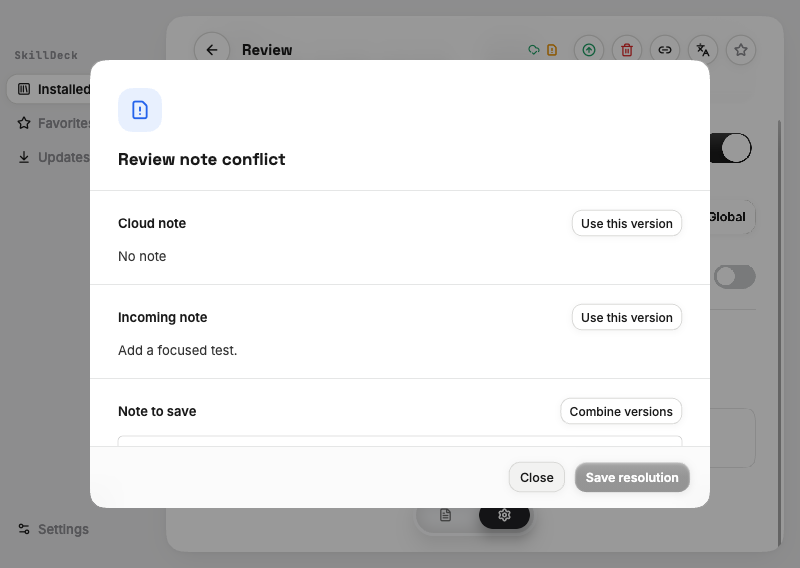 SkillDeck
Review
Installed
Favorites
Updates
Global
Settings
Review note conflict
Cloud note
Use this version
No note
Incoming note
Use this version
Add a focused test.
Note to save
Combine versions
Close
Save resolution